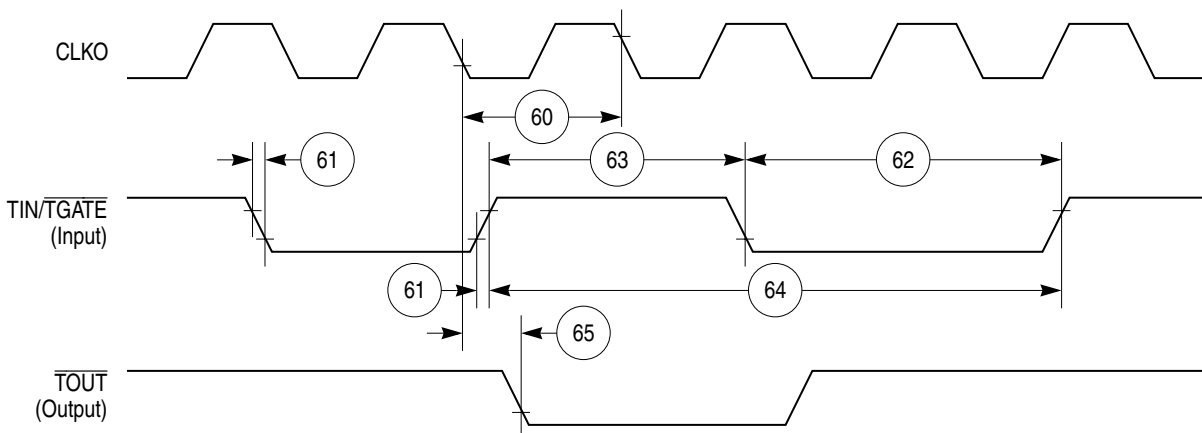 CLKO
60
61
63
62
TIN/TGATE
(Input)
61
64
65
TOUT
(Output)